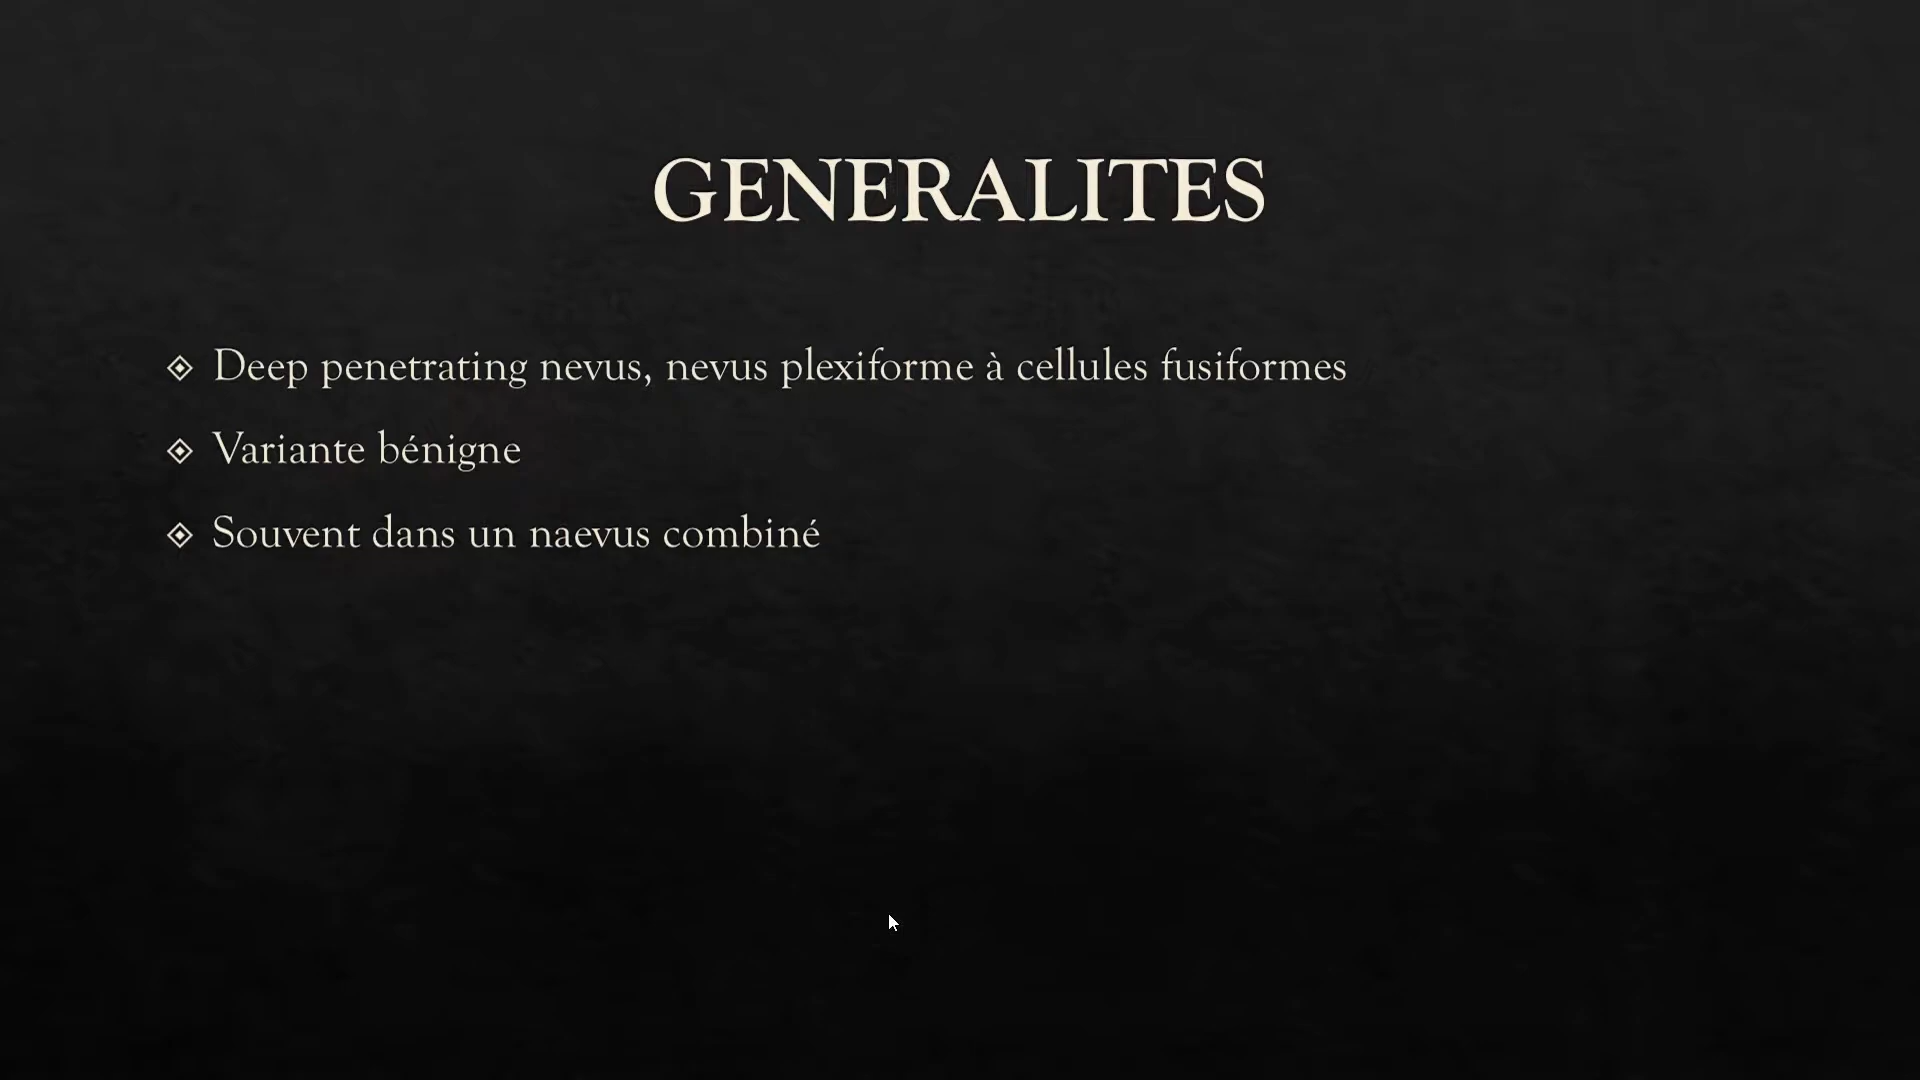 GENERALITES
Deep penetrating nevus, nevus plexiforme à cellules fusiformes
Variante bénigne
Souvent dans un naevus combiné